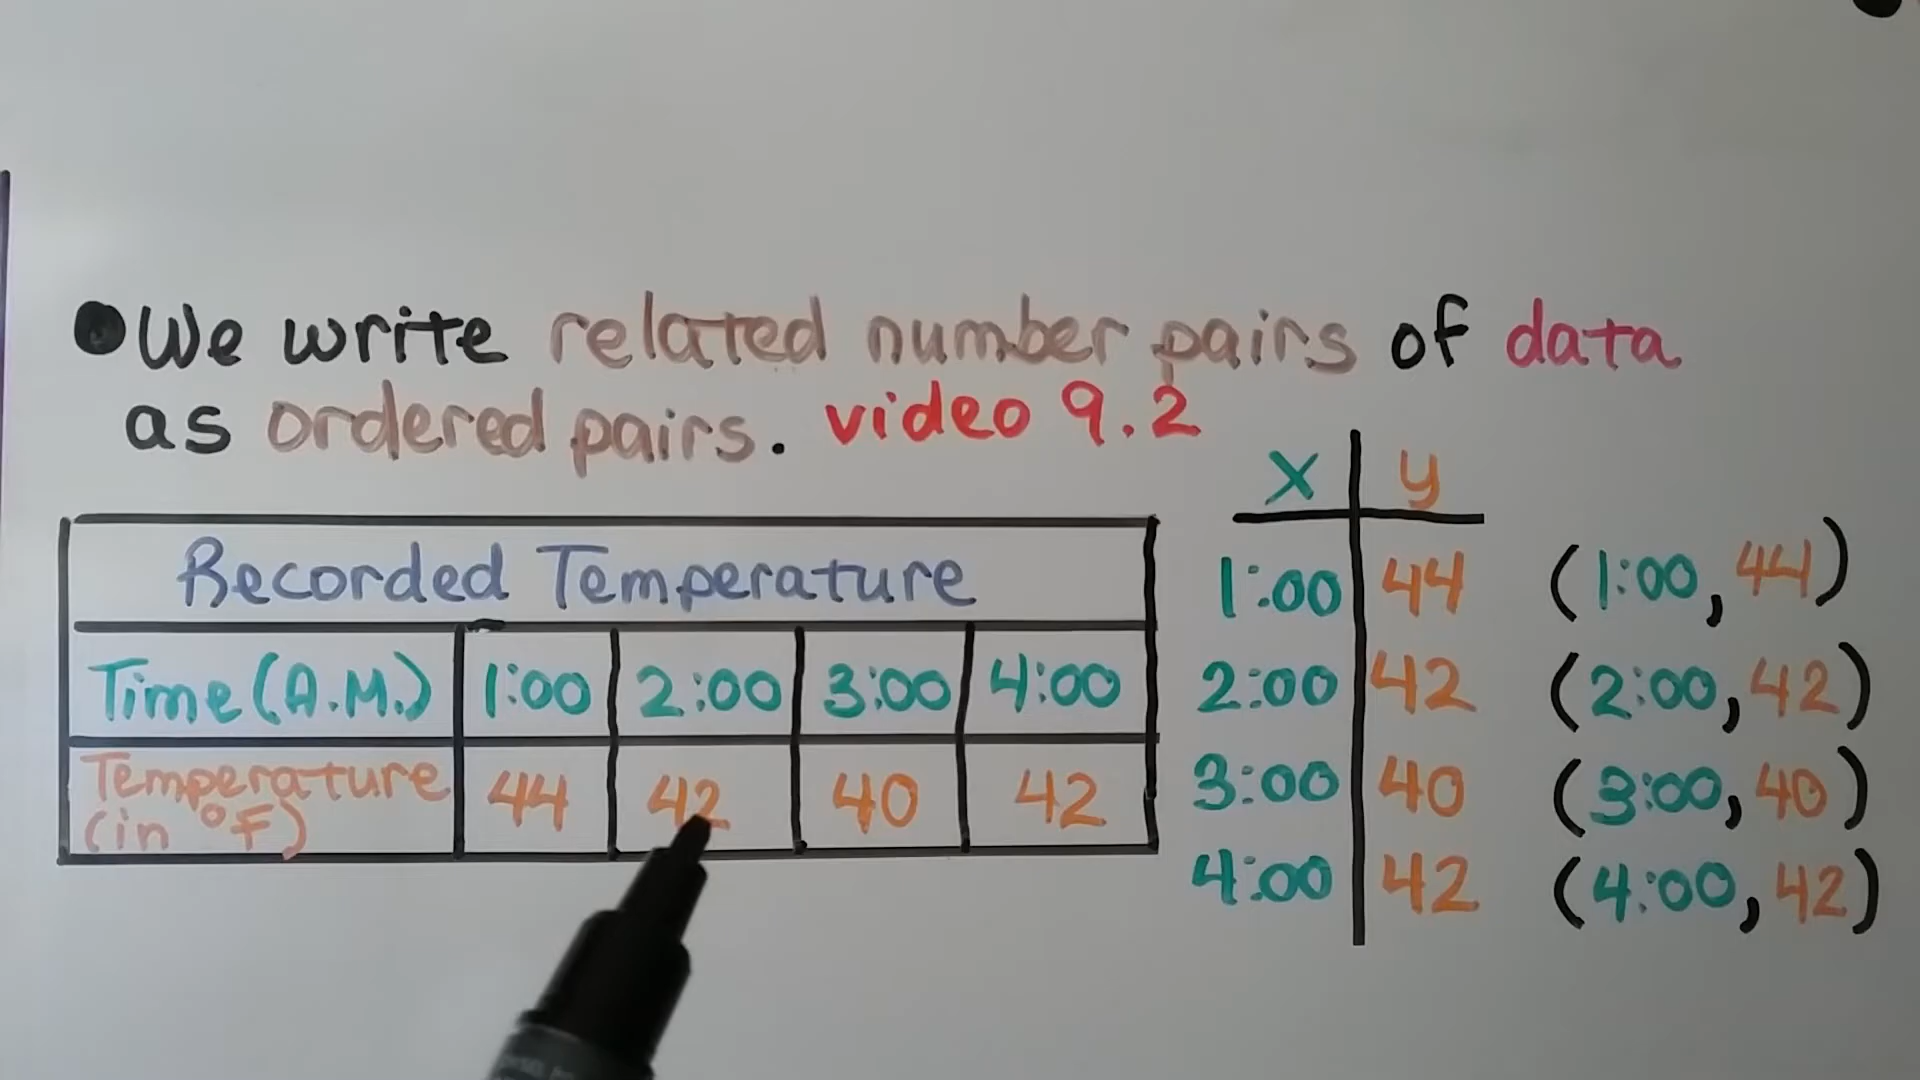 We write related number pairs of data
as ordered pairs. video 9.2
Recorded Temperature
Time (A.M.) 1:00 2:00 3:00 4:00
Temperature
(in °F) 44 42 40 42
x y
1:00 44 (1:00, 44)
2:00 42 (2:00, 42)
3:00 40 (3:00, 40)
4:00 42 (4:00, 42)